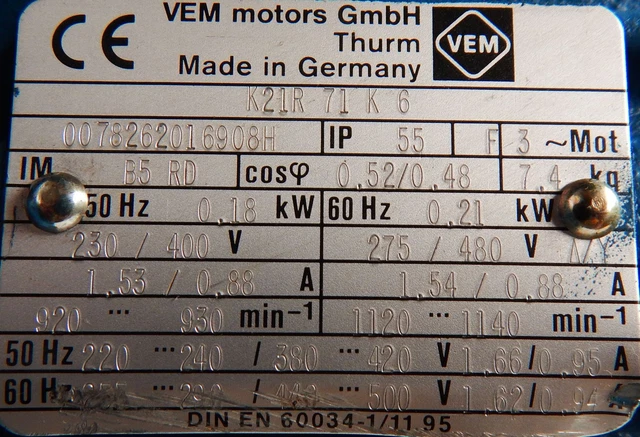 CE VEM motors GmbH
Thurm VEM
Made in Germany
K21R 71 K 6
0078262016908H IP 55 F 3 ~Mot
IM B5 RD cosφ 0.52/0.48 7.4 kg
50 Hz 0.18 kW 60 Hz 0.21 kW
230 / 400 V 275 / 480 V
1.53 / 0.88 A 1.54 / 0.88 A
920 ... 930 min-1 1120 ... 1140 min-1
50 Hz 220 ... 240 / 380 ... 420 V 1.66/0.95 A
60 Hz ... / ... 500 V 1.62/0.94 A
DIN EN 60034-1/11.95